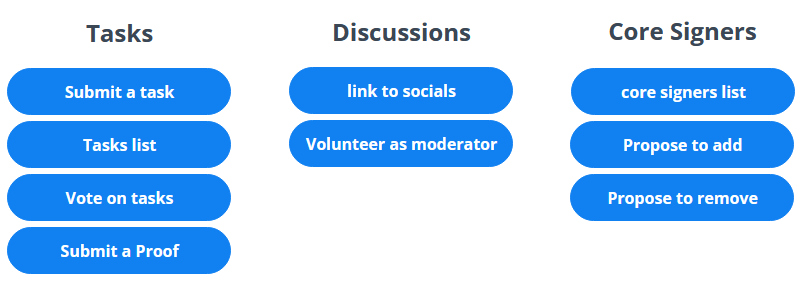 Tasks
Submit a task
Tasks list
Vote on tasks
Submit a Proof
Discussions
link to socials
Volunteer as moderator
Core Signers
core signers list
Propose to add
Propose to remove